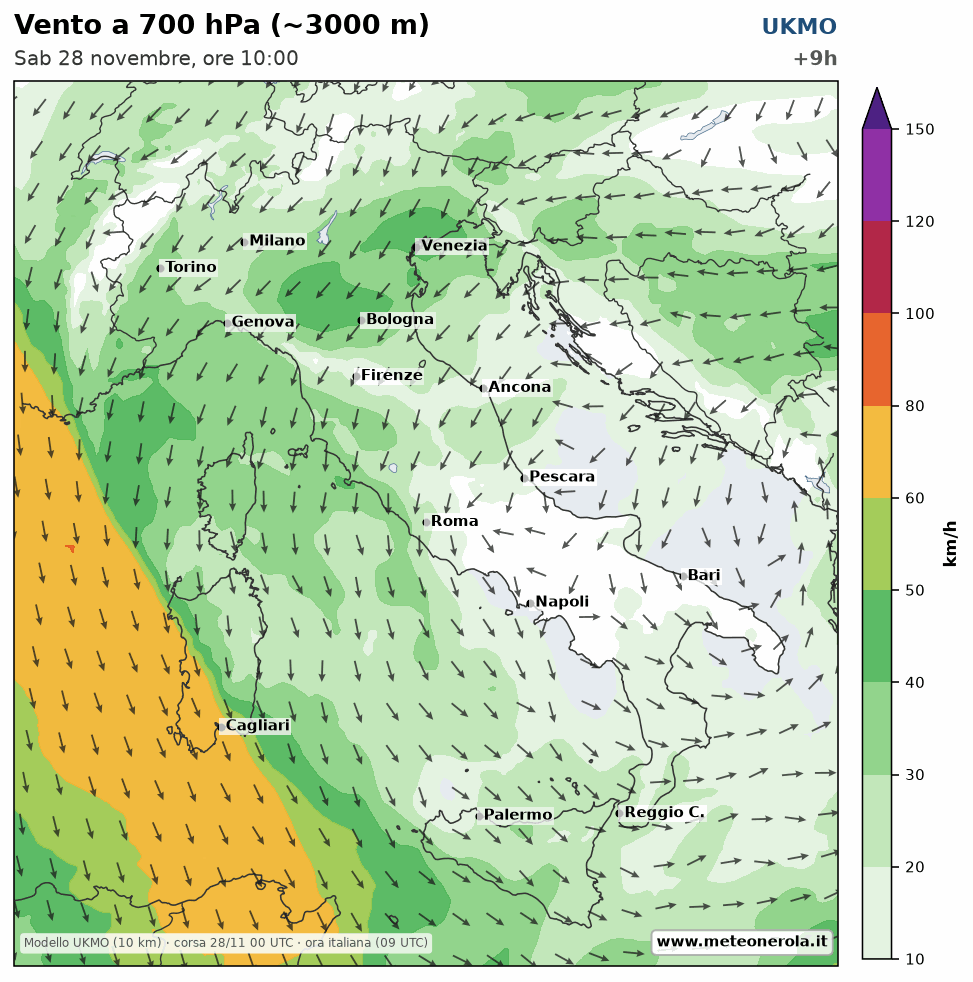 Vento a 700 hPa (~3000 m)
UKMO
Sab 28 novembre, ore 10:00
+9h
150
120
100
80
60
50
40
30
20
10
km/h
Milano
Venezia
Torino
Genova
Bologna
Firenze
Ancona
Pescara
Roma
Bari
Napoli
Cagliari
Palermo
Reggio C.
Modello UKMO (10 km) · corsa 28/11 00 UTC · ora italiana (09 UTC)
www.meteonerola.it